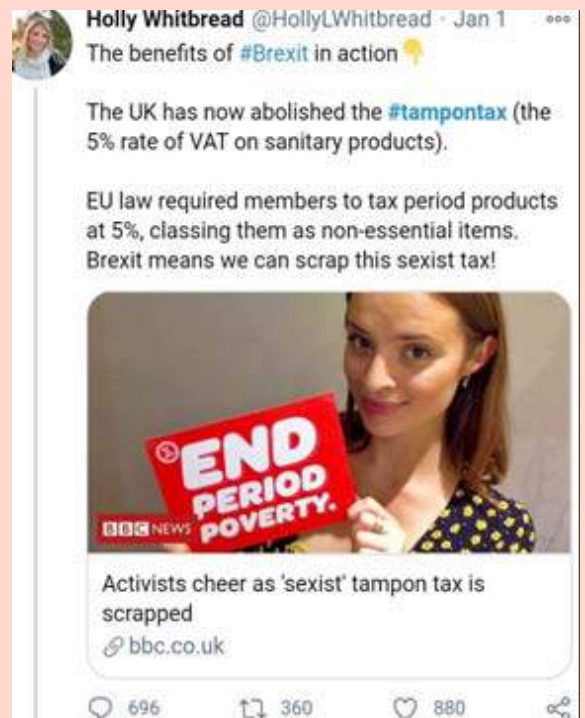 Holly Whitbread @HollyLWhitbread · Jan 1
The benefits of #Brexit in action
The UK has now abolished the #tampontax (the
5% rate of VAT on sanitary products).
EU law required members to tax period products
at 5%, classing them as non-essential items.
Brexit means we can scrap this sexist tax!
END
PERIOD
POVERTY.
BBC NEWS
Activists cheer as 'sexist' tampon tax is
scrapped
bbc.co.uk
696 360 880